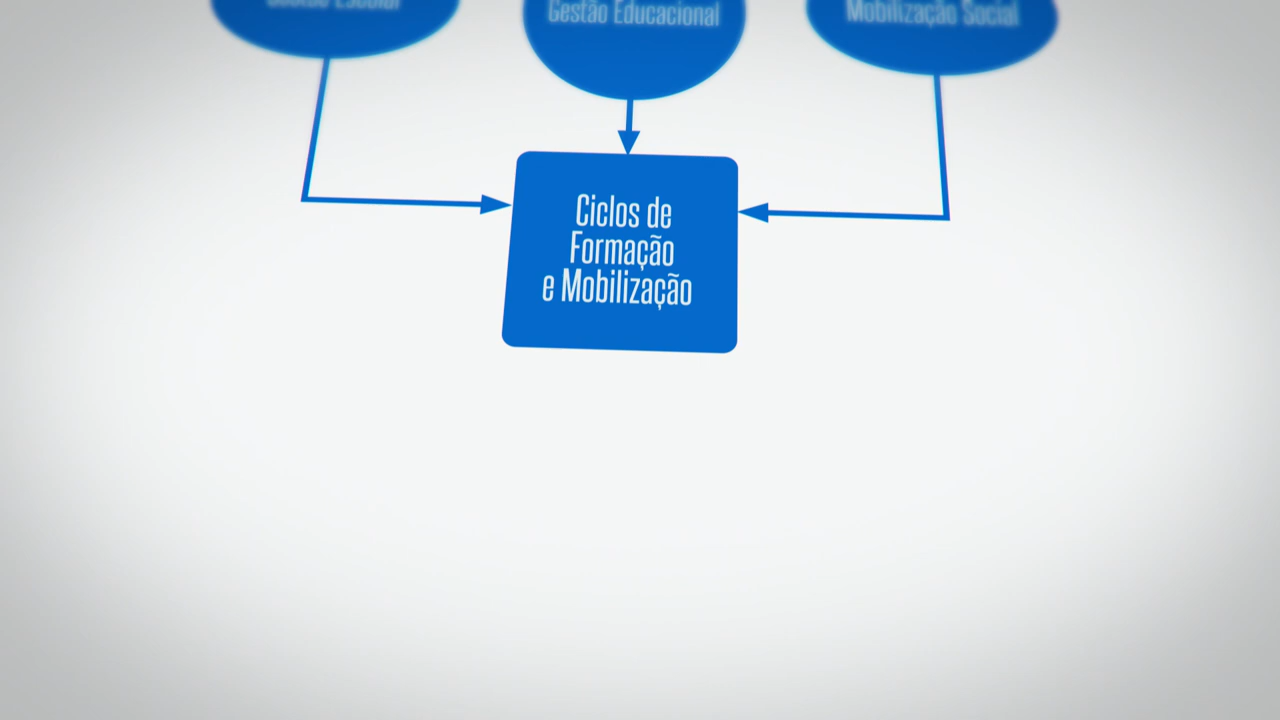 Gestão Educacional
Mobilização Social
Ciclos de
Formação
e Mobilização